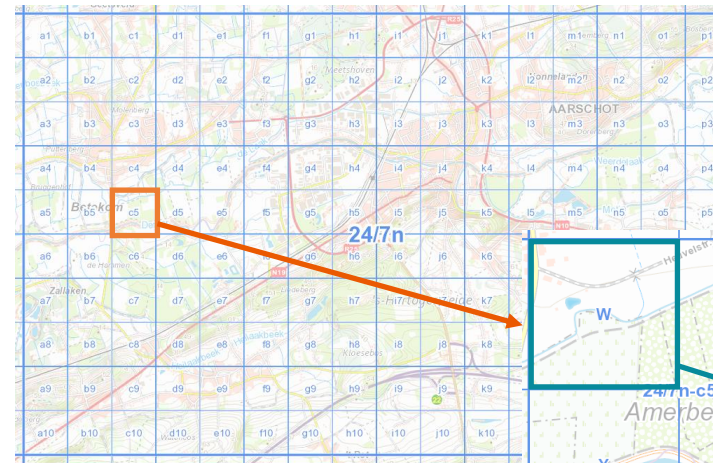 a1 b1 c1 d1 e1 f1 g1 h1 i1 j1 k1 l1 m1 n1 o1 p1
Meetshoven
a2 b2 c2 d2 e2 f2 g2 h2 i2 j2 k2 l2 m2 n2 o2 p2
AARSCHOT
a3 b3 c3 d3 e3 f3 g3 h3 i3 j3 k3 l3 m3 n3 o3 p3
a4 b4 c4 d4 e4 f4 g4 h4 i4 j4 k4 l4 m4 n4 o4 p4
Betekom
a5 b5 c5 d5 e5 f5 g5 h5 i5 j5 k5 l5 m5 n5 o5 p5
N10
24/7n
a6 b6 c6 d6 e6 f6 g6 h6 i6 j6 k6
N19
Heuvelstr.
Zallaken
a7 b7 c7 d7 e7 f7 g7 h7 i7 j7 k7
W
a8 b8 c8 d8 e8 f8 g8 h8 i8 j8 k8
Kloesebos
a9 b9 c9 d9 e9 f9 g9 h9 i9 j9 k9
22
24/7n-c5
Amerbe
a10 b10 c10 d10 e10 f10 g10 h10 i10 j10 k10